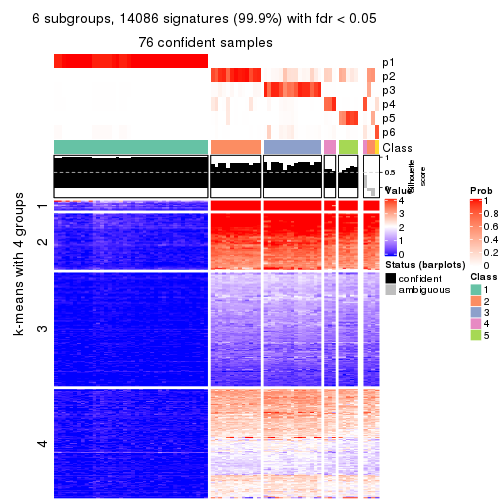 6 subgroups, 14086 signatures (99.9%) with fdr < 0.05
76 confident samples
p1
p2
p3
p4
p5
p6
Class
1
0.5
0
Silhouette
score
k-means with 4 groups
1
2
3
4
Value
4
3
2
1
0
Status (barplots)
confident
ambiguous
Prob
1
0.8
0.6
0.4
0.2
0
Class
1
2
3
4
5